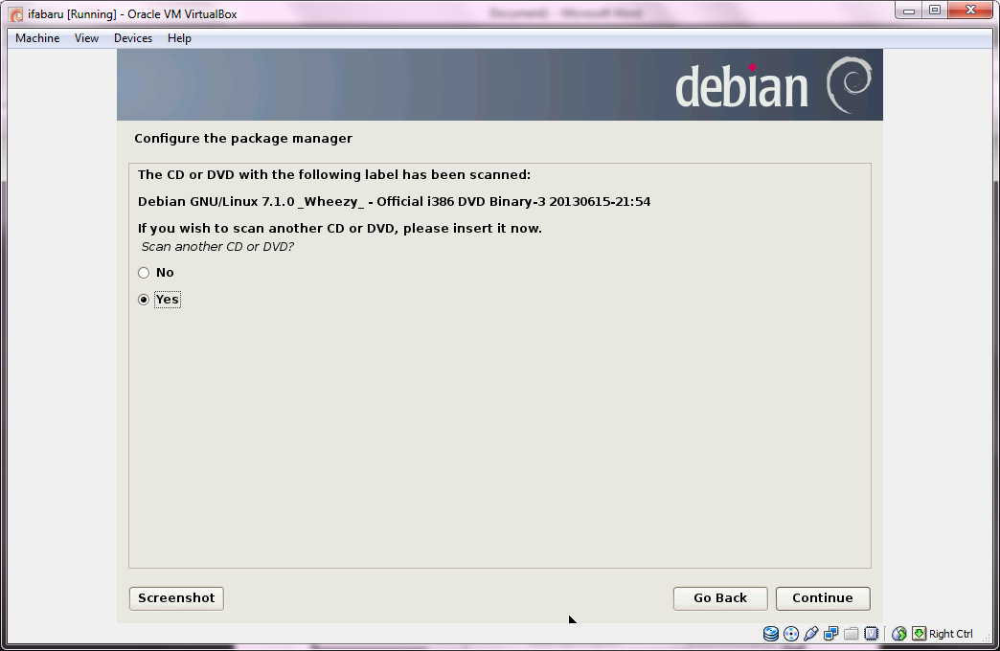 ifabaru [Running] - Oracle VM VirtualBox
Machine View Devices Help
debian
Configure the package manager
The CD or DVD with the following label has been scanned:
Debian GNU/Linux 7.1.0 _Wheezy_ - Official i386 DVD Binary-3 20130615-21:54
If you wish to scan another CD or DVD, please insert it now.
Scan another CD or DVD?
No
Yes
Screenshot Go Back Continue
Right Ctrl